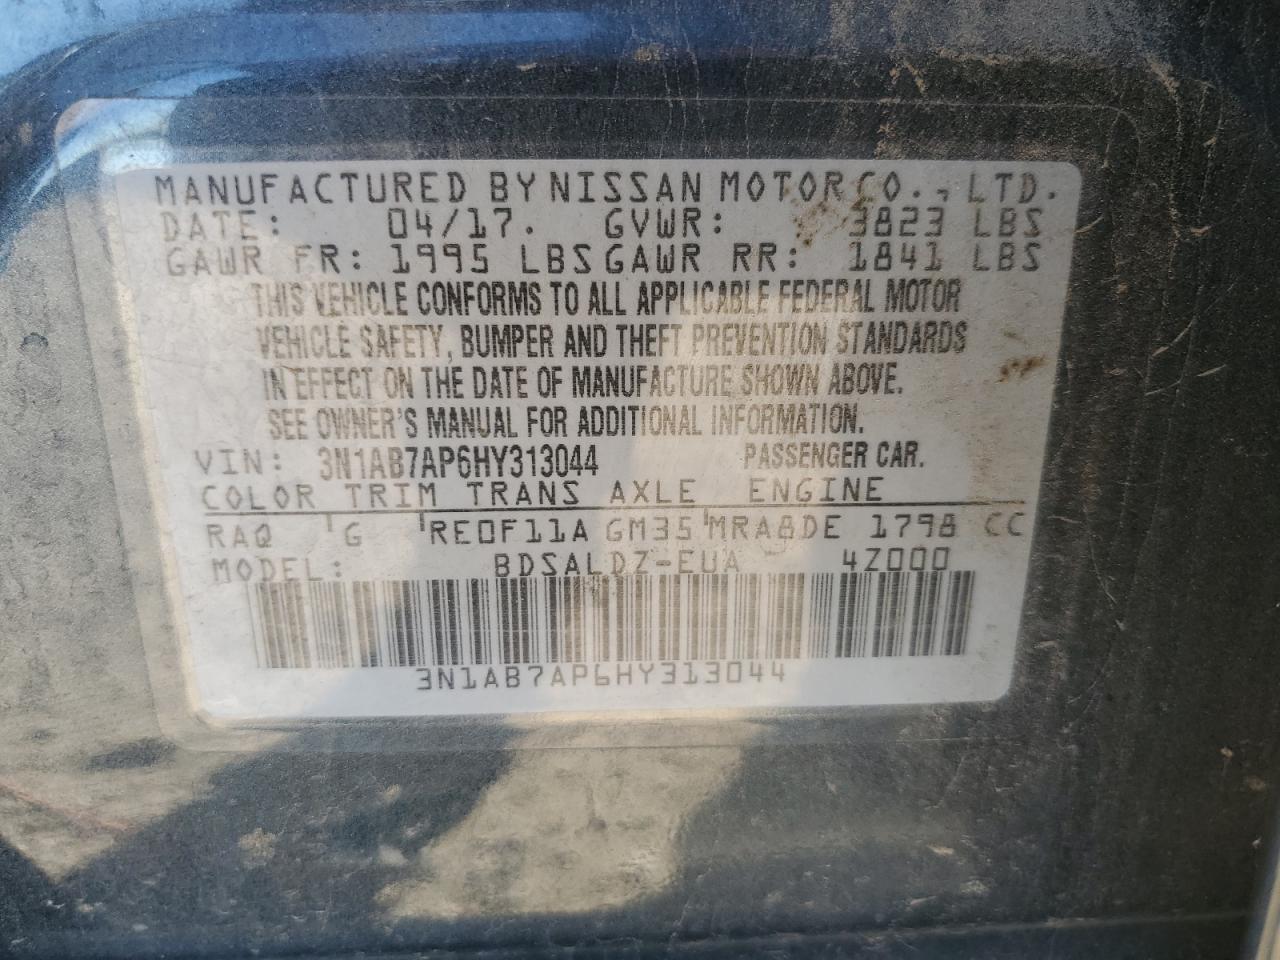 MANUFACTURED BY NISSAN MOTOR CO., LTD.
DATE: 04/17. GVWR: 3823 LBS
GAWR FR: 1995 LBS GAWR RR: 1841 LBS
THIS VEHICLE CONFORMS TO ALL APPLICABLE FEDERAL MOTOR
VEHICLE SAFETY, BUMPER AND THEFT PREVENTION STANDARDS
IN EFFECT ON THE DATE OF MANUFACTURE SHOWN ABOVE.
SEE OWNER'S MANUAL FOR ADDITIONAL INFORMATION.
VIN: 3N1AB7AP6HY313044 PASSENGER CAR.
COLOR TRIM TRANS AXLE ENGINE
RAQ G RE0F11A GM35 MRA8DE 1798 CC
MODEL: BDSALDZ-EUA 4Z000
3N1AB7AP6HY313044